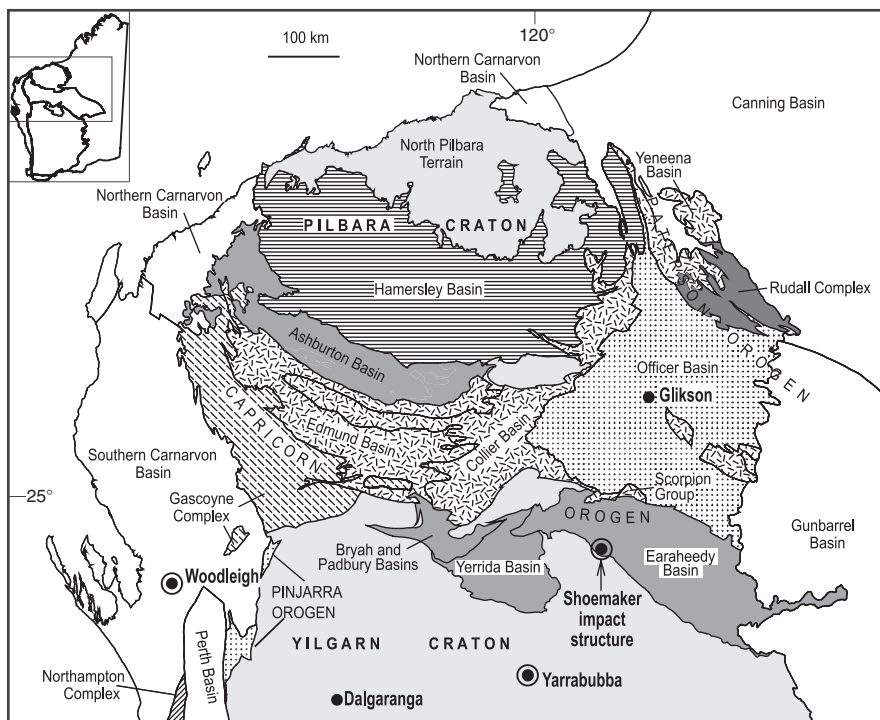 100 km
120°
Northern Carnarvon
Basin
Canning Basin
North Pilbara
Terrain
Yeneena
Basin
Northern Carnarvon
Basin
PILBARA CRATON
PATERSON OROGEN
Hamersley Basin
Rudall Complex
Ashburton Basin
Officer Basin
Glikson
CAPRICORN
Edmund Basin
Collier Basin
Southern Carnarvon
Basin
25°
Scorpion
Group
Gascoyne
Complex
OROGEN
Gunbarrel
Basin
Bryah and
Padbury Basins
Yerrida Basin
Earaheedy
Basin
Woodleigh
PINJARRA
OROGEN
Shoemaker
impact
structure
YILGARN CRATON
Perth Basin
Northampton
Complex
Yarrabubba
Dalgaranga